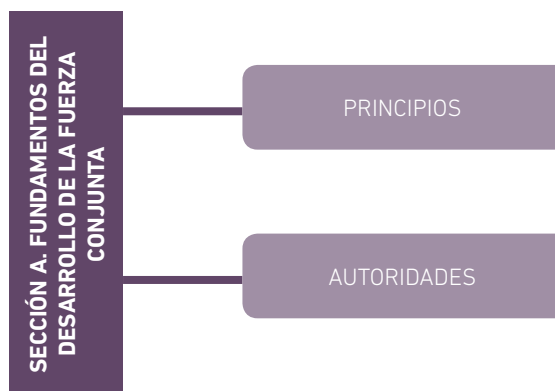 SECCIÓN A. FUNDAMENTOS DEL
DESARROLLO DE LA FUERZA
CONJUNTA
PRINCIPIOS
AUTORIDADES